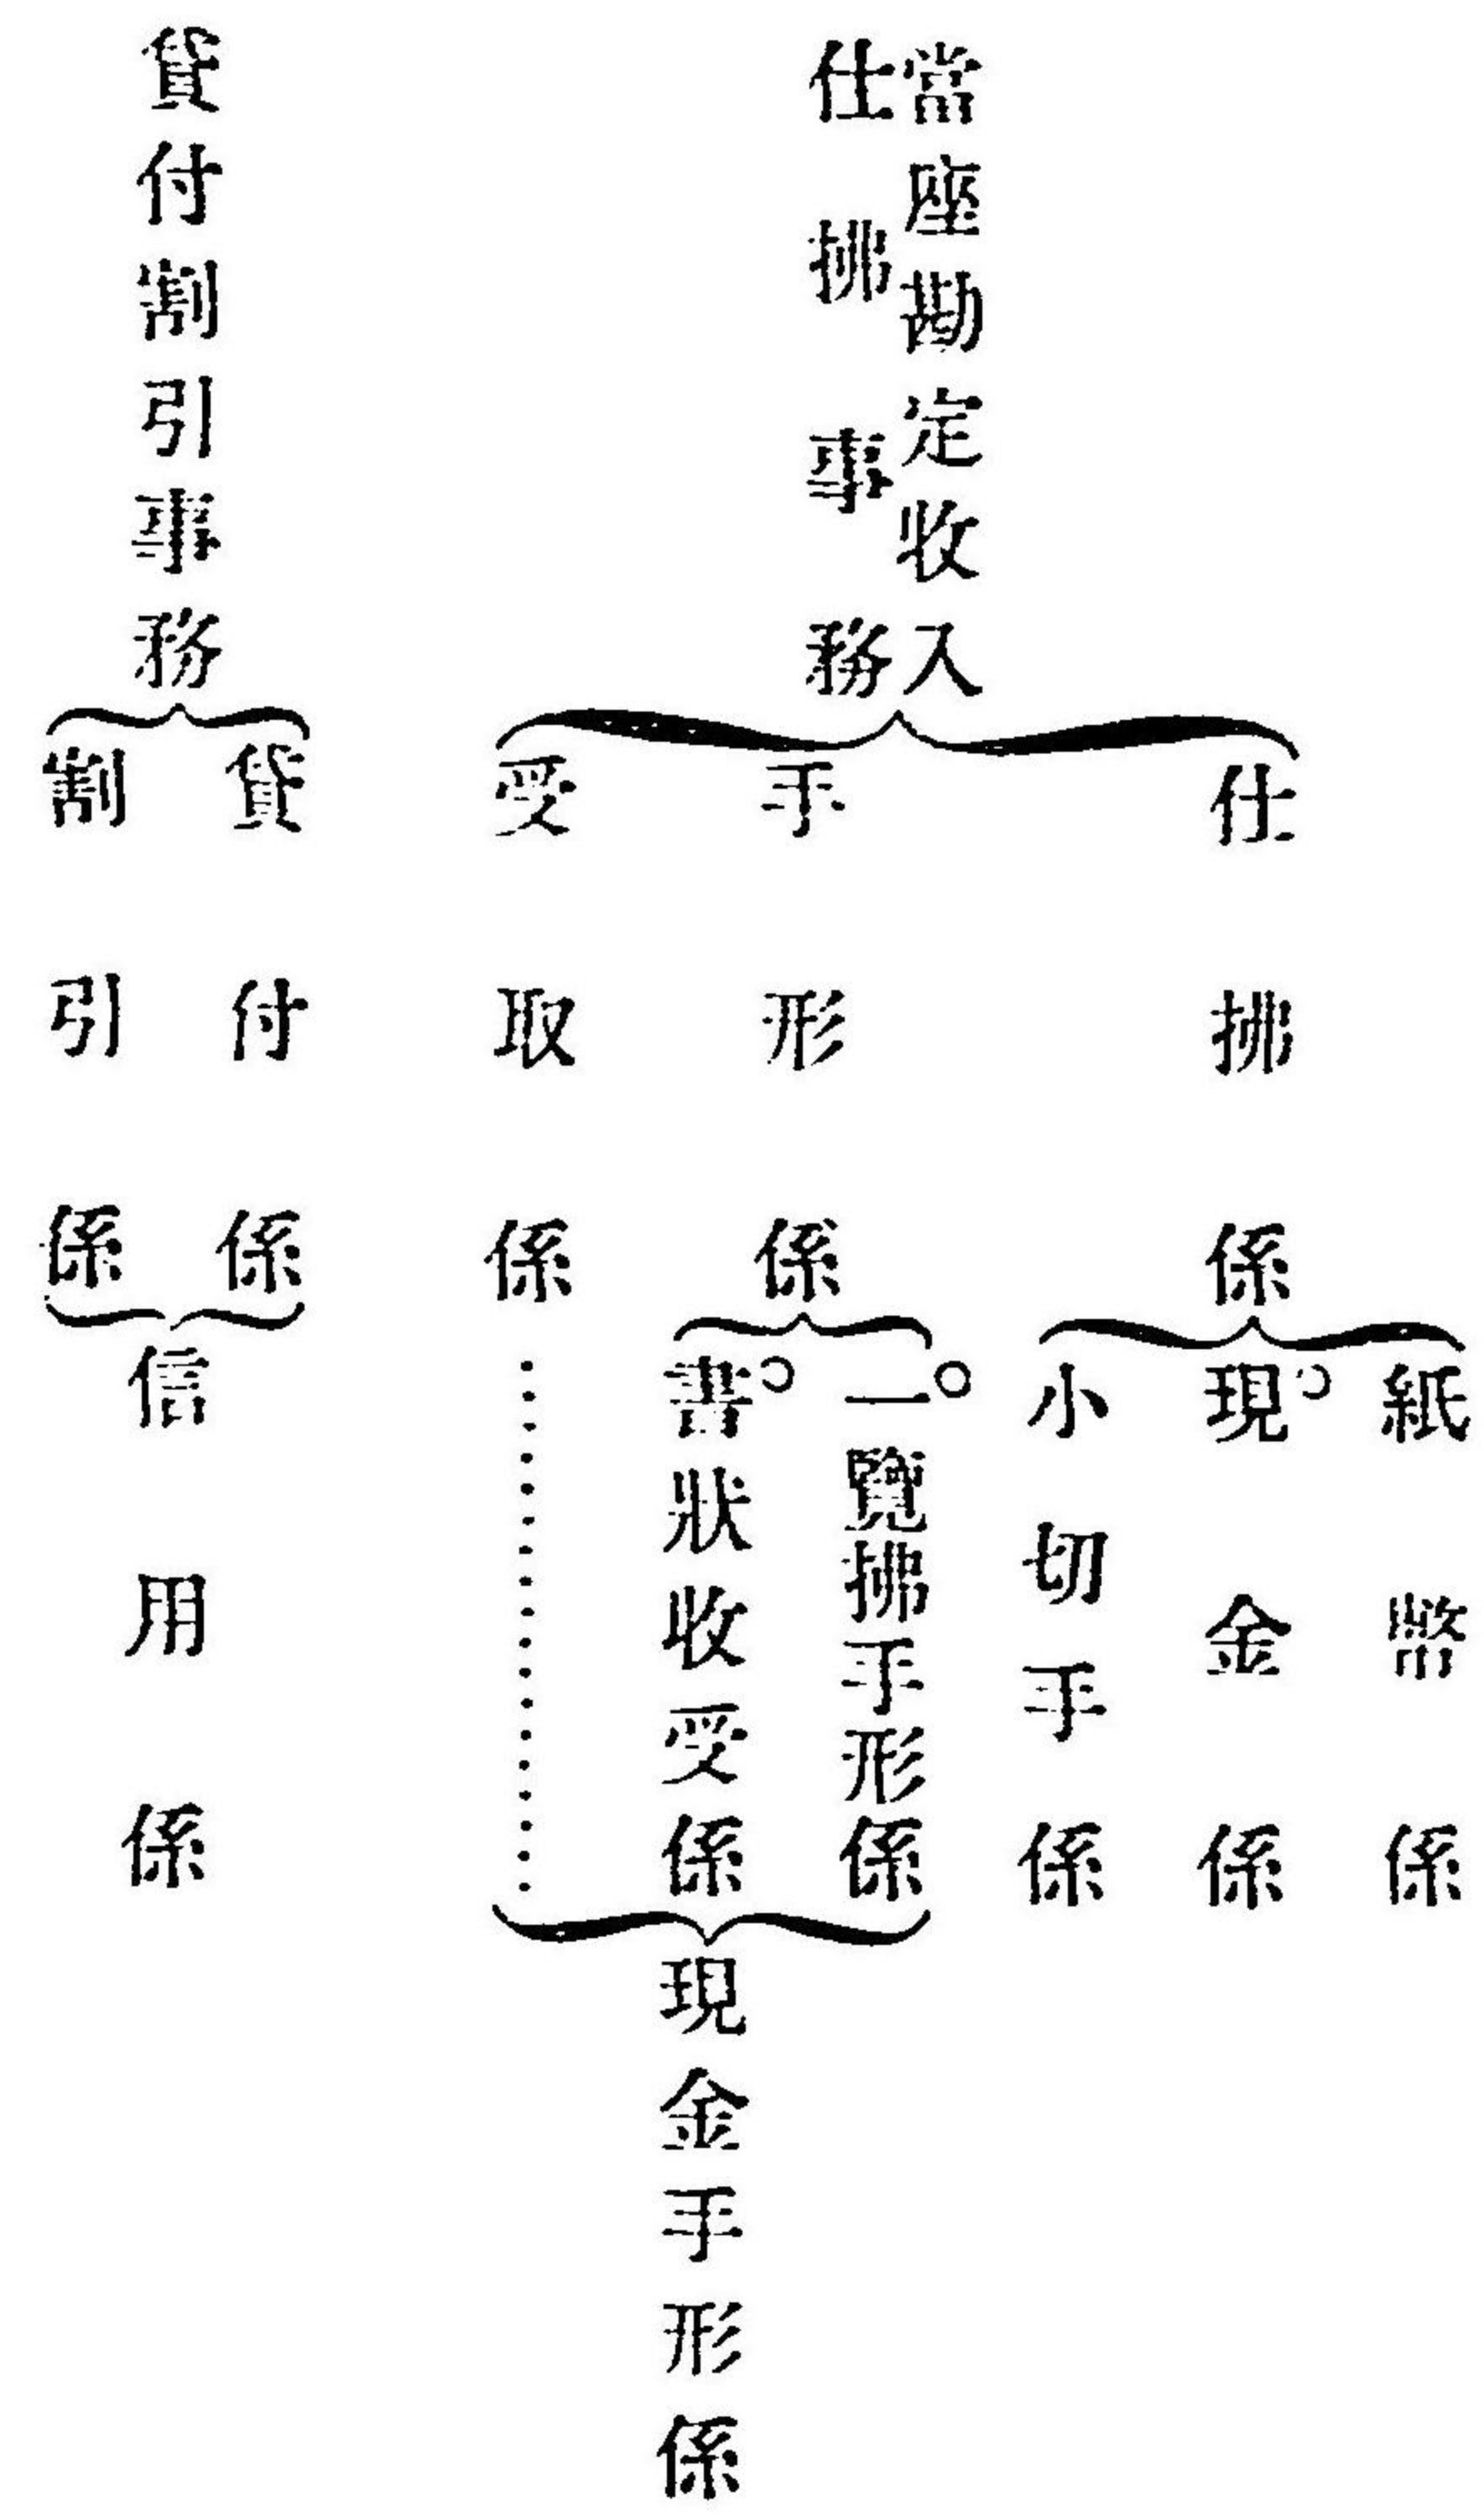 當座勘定收入
仕拂事務
仕拂係
紙幣係
現金係
小切手係
手形係
一覽拂手形係
書狀收受係
受取係
現金手形係
貸付割引事務
貸付係
割引係
信用係